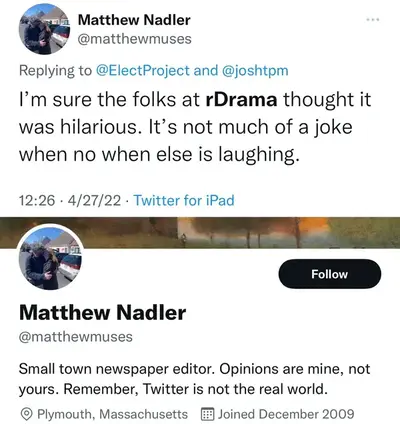 Matthew Nadler
@matthewmuses
Replying to @ElectProject and @joshtpm
I'm sure the folks at rDrama thought it
was hilarious. It's not much of a joke
when no when else is laughing.
12:26 · 4/27/22 · Twitter for iPad
Follow
Matthew Nadler
@matthewmuses
Small town newspaper editor. Opinions are mine, not
yours. Remember, Twitter is not the real world.
Plymouth, Massachusetts Joined December 2009